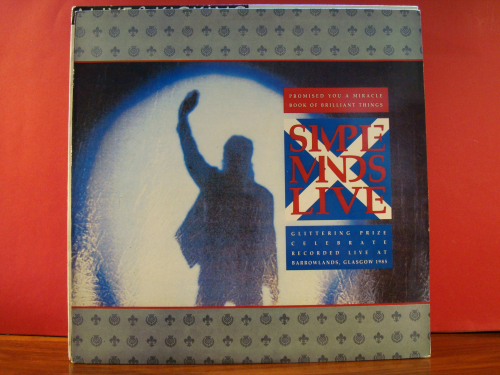 PROMISED YOU A MIRACLE
BOOK OF BRILLIANT THINGS
SIMPLE
MINDS
LIVE
GLITTERING PRIZE
CELEBRATE
RECORDED LIVE AT
BARROWLANDS, GLASGOW 1985